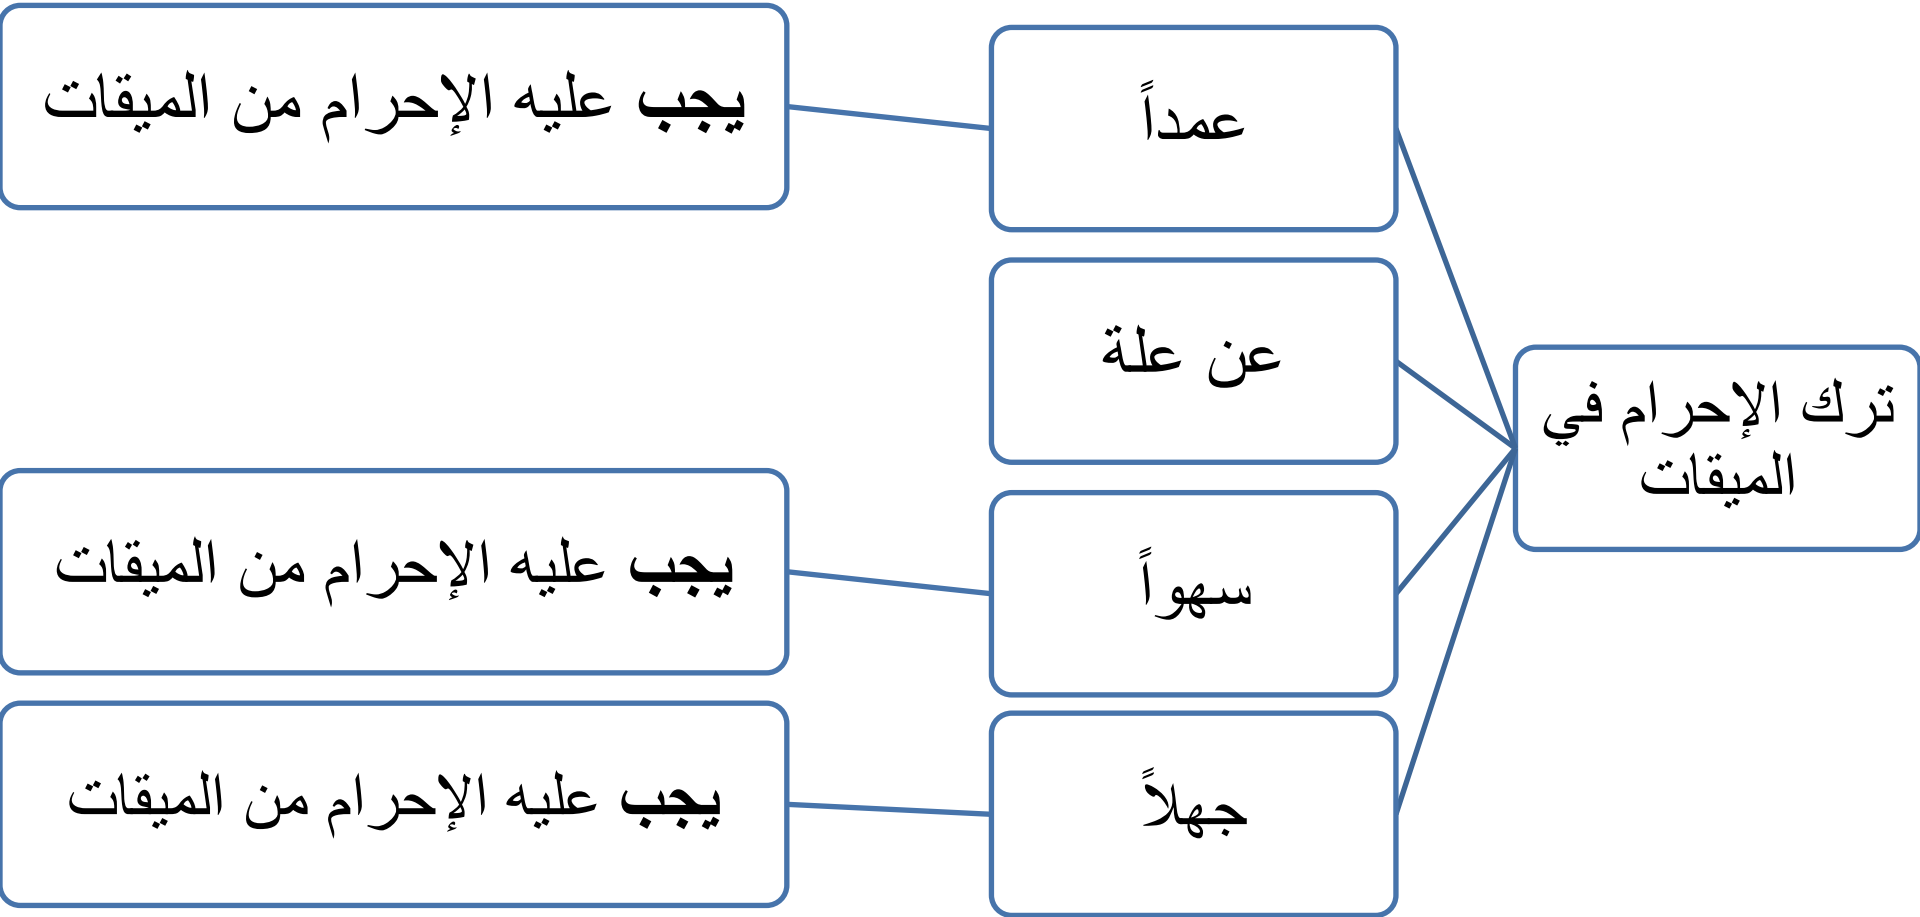 ترك الإحرام في
الميقات
عمداً
يجب عليه الإحرام من الميقات
عن علة
سهواً
يجب عليه الإحرام من الميقات
جهلاً
يجب عليه الإحرام من الميقات